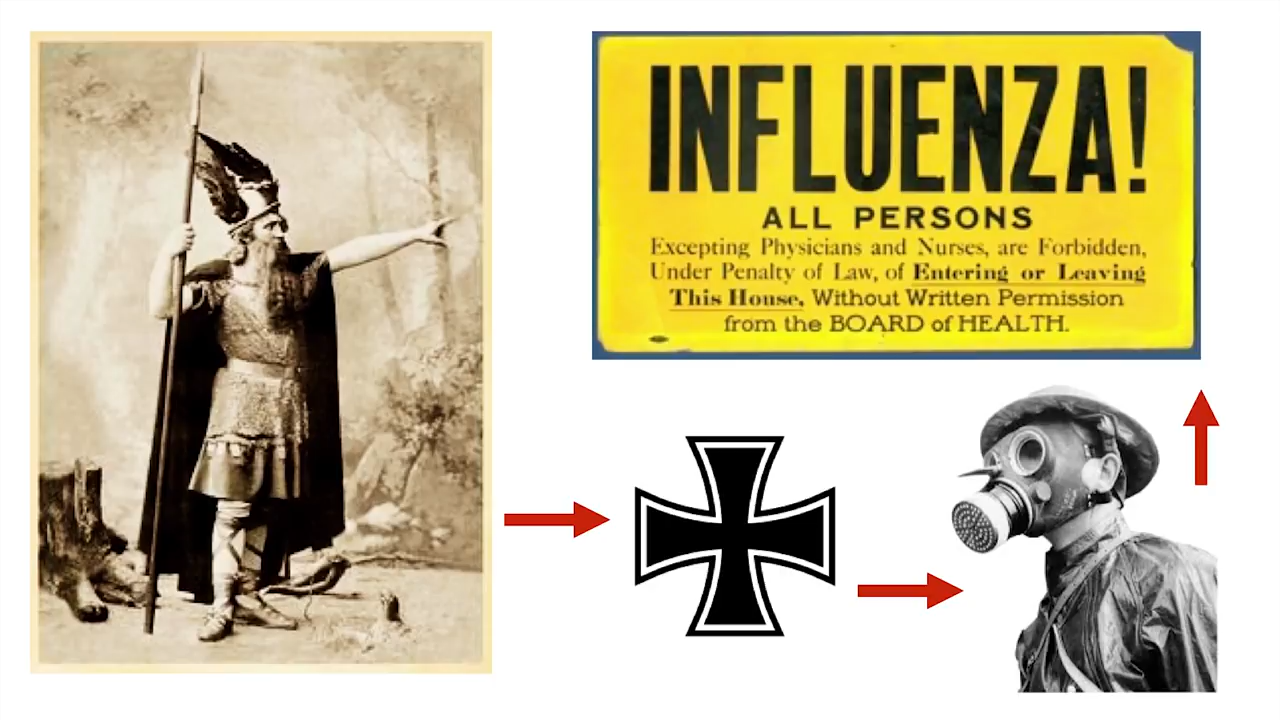 INFLUENZA!
ALL PERSONS
Excepting Physicians and Nurses, are Forbidden,
Under Penalty of Law, of Entering or Leaving
This House, Without Written Permission
from the BOARD of HEALTH.